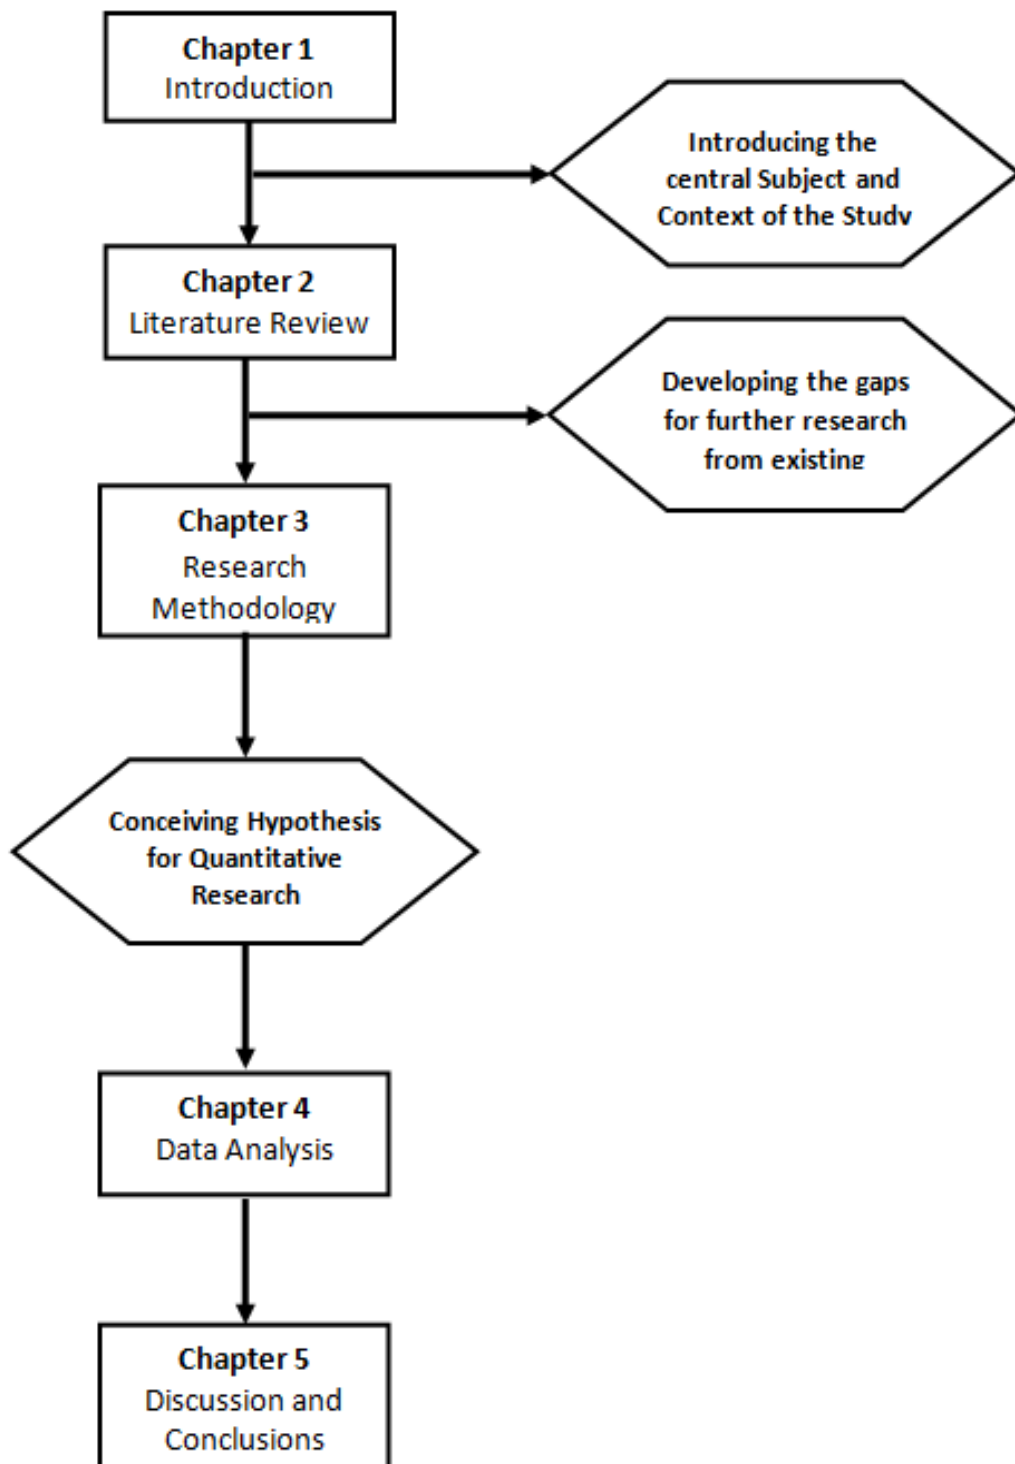 Chapter 1
Introduction
Introducing the
central Subject and
Context of the Study
Chapter 2
Literature Review
Developing the gaps
for further research
from existing
Chapter 3
Research
Methodology
Conceiving Hypothesis
for Quantitative
Research
Chapter 4
Data Analysis
Chapter 5
Discussion and
Conclusions